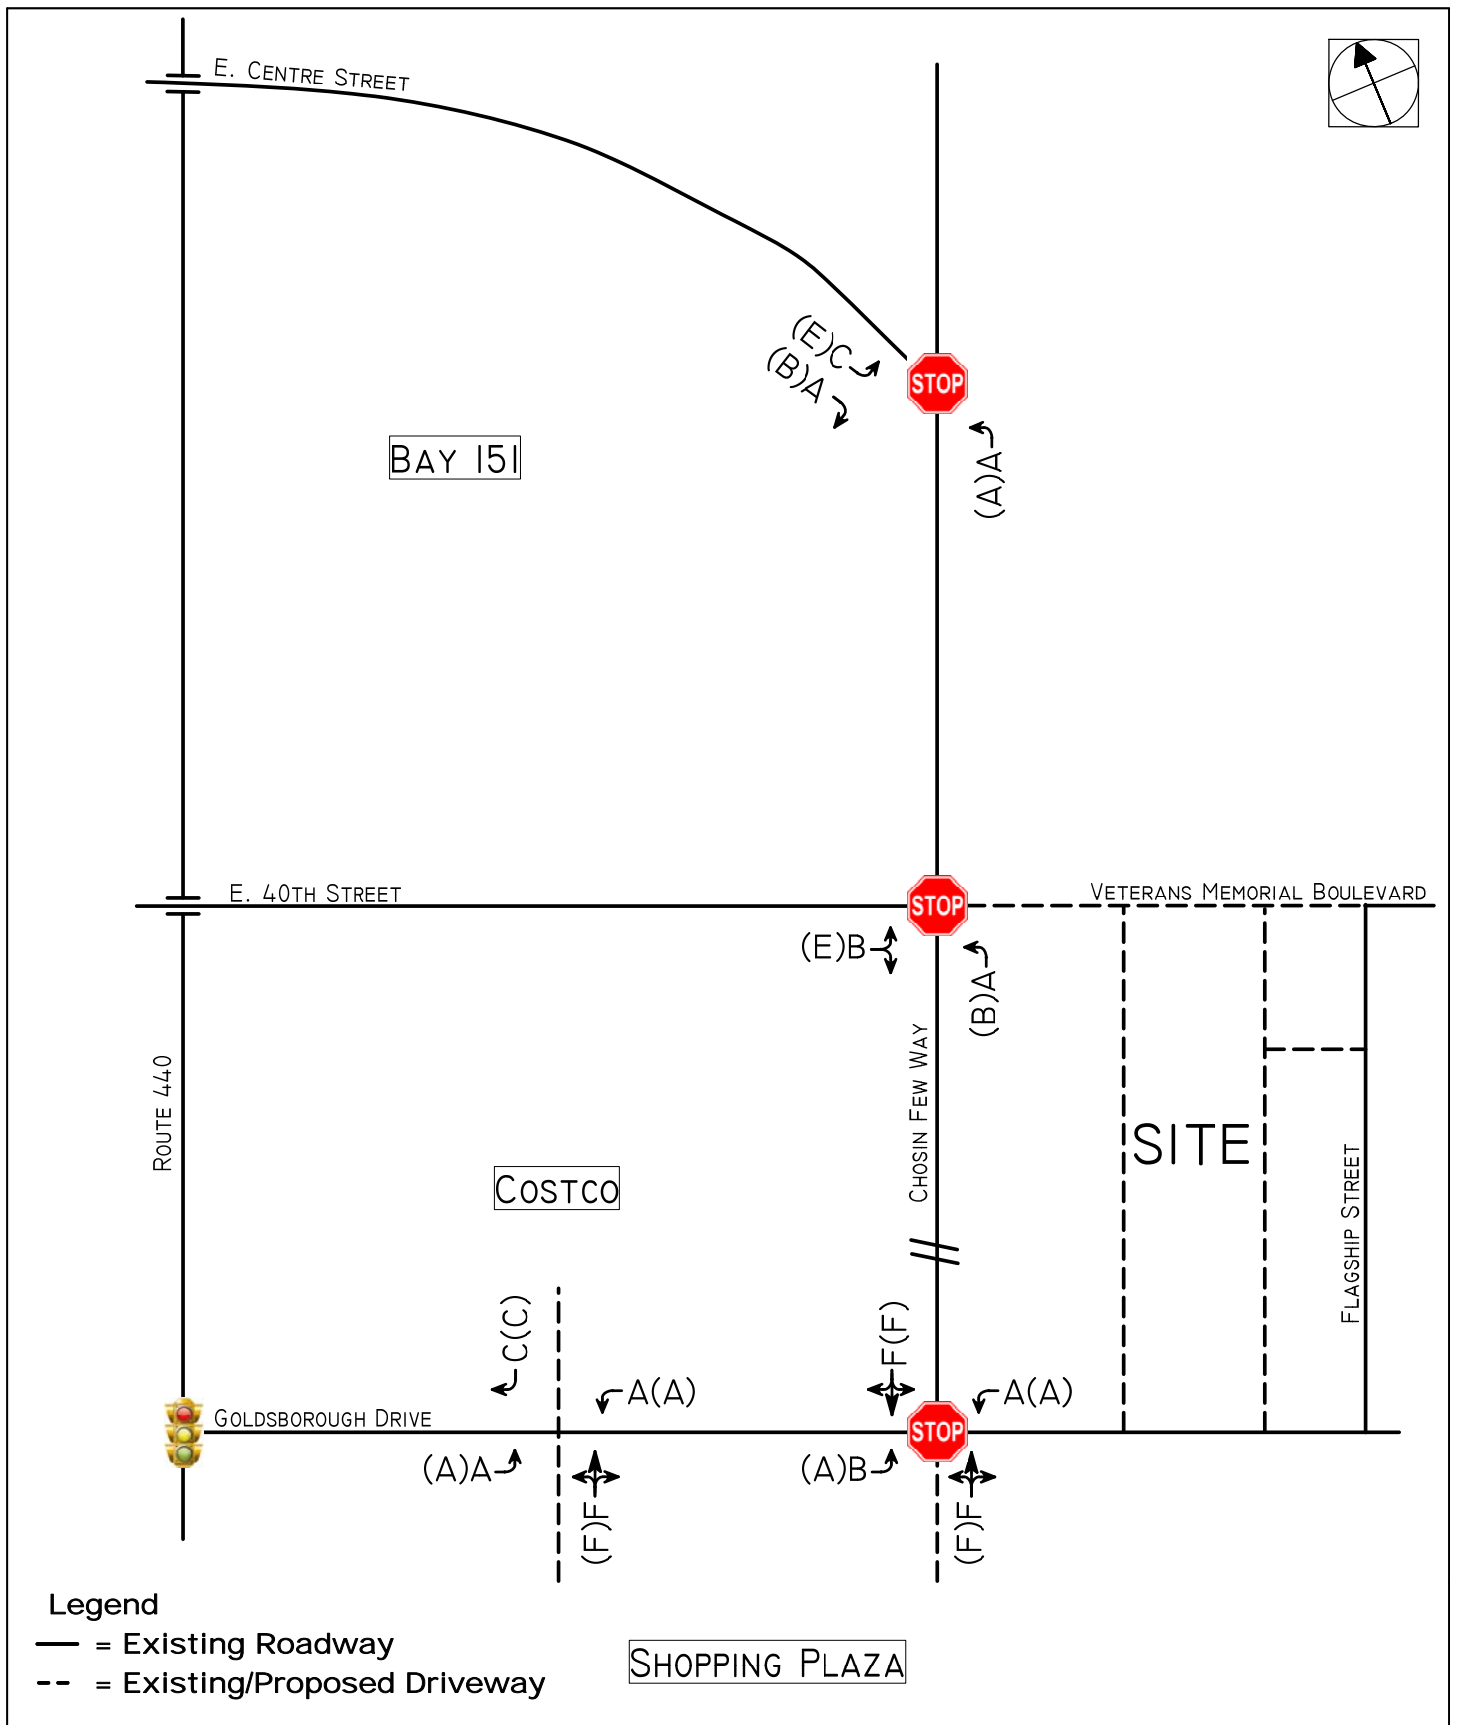 E. CENTRE STREET
(E)C
(B)A
STOP
BAY 151
(A)A
E. 40TH STREET
STOP
VETERANS MEMORIAL BOULEVARD
(E)B
(B)A
ROUTE 440
CHOSIN FEW WAY
SITE
FLAGSHIP STREET
COSTCO
C(C)
A(A)
F(F)
A(A)
GOLDSBOROUGH DRIVE
STOP
(A)A
(F)F
(A)B
(F)F
Legend
= Existing Roadway
= Existing/Proposed Driveway
SHOPPING PLAZA